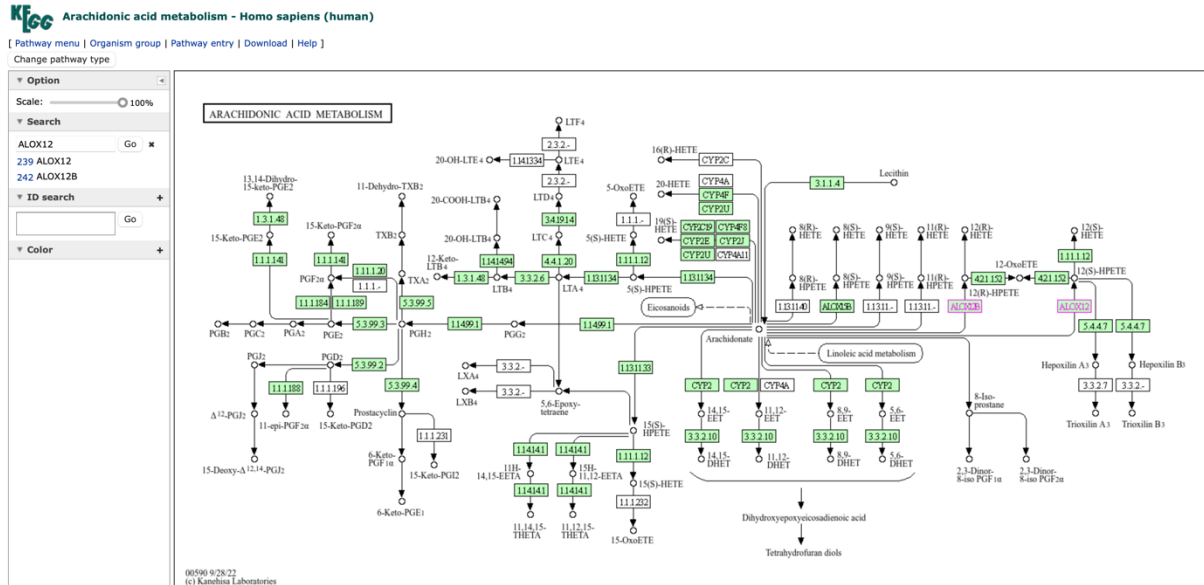 KEGG Arachidonic acid metabolism - Homo sapiens (human)
[ Pathway menu | Organism group | Pathway entry | Download | Help ]
Change pathway type
▼ Option
Scale: 100%
▼ Search
ALOX12 Go ✖
239 ALOX12
242 ALOX12B
▼ ID search +
Go
▼ Color +
ARACHIDONIC ACID METABOLISM
LTF4
2.3.2.-
20-OH-LTE4 1.14.13.34 LTE4
2.3.2.-
LTD4
3.4.19.14
LTC4
4.4.1.20
16(R)-HETE CYP2C
20-HETE CYP4A
CYP4F
CYP2U
19(S)-HETE CYP2C19 CYP4F8
CYP2E CYP2J
CYP2U CYP4A11
3.1.1.4 Lecithin
13,14-Dihydro-15-keto-PGE2
1.3.1.48
15-Keto-PGE2
1.1.1.141
15-Keto-PGF2α
1.1.1.141
PGF2α
1.1.1.20
1.1.1.-
1.1.1.184 1.1.1.189
11-Dehydro-TXB2
TXB2
TXA2
5.3.99.5
20-COOH-LTB4
20-OH-LTB4
1.14.14.94
12-Keto-LTB4 1.3.1.48 LTB4 3.3.2.6 LTA4 1.13.11.34 5(S)-HPETE 1.13.11.34
5-OxoETE
1.1.1.-
5(S)-HETE
1.11.1.12
8(R)-HETE 8(S)-HETE 9(S)-HETE 11(R)-HETE 12(R)-HETE 12(S)-HETE
12-OxoETE
1.11.1.12
4.2.1.152 4.2.1.152
8(R)-HPETE 8(S)-HPETE 9(S)-HPETE 11(R)-HPETE 12(R)-HPETE 12(S)-HPETE
1.13.11.40 ALOX15B 1.13.11.- 1.13.11.- ALOX12B ALOX12
Eicosanoids
PGB2 PGC2 PGA2 PGE2 5.3.99.3 PGH2 1.14.99.1 PGG2 1.14.99.1 Arachidonate
5.4.4.7 5.4.4.7
Linoleic acid metabolism
PGJ2 PGD2 5.3.99.2
1.1.1.188 1.1.1.196
5.3.99.4
Δ12-PGJ2 11-epi-PGF2α 15-Keto-PGD2
15-Deoxy-Δ12,14-PGJ2
Prostacyclin
1.1.1.231
6-Keto-PGF1α 15-Keto-PGI2
6-Keto-PGE1
LXA4 3.3.2.-
LXB4 3.3.2.-
5,6-Epoxytetraene
1.13.11.33
15(S)-HPETE
1.14.14.1 1.14.14.1 1.11.1.12
11H-14,15-EETA 15H-11,12-EETA 15(S)-HETE
1.14.14.1 1.14.14.1 1.1.1.232
11,14,15-THETA 11,12,15-THETA 15-OxoETE
CYP2 CYP2 CYP4A CYP2 CYP2
14,15-EET 11,12-EET 8,9-EET 5,6-EET
3.3.2.10 3.3.2.10 3.3.2.10 3.3.2.10
14,15-DHET 11,12-DHET 8,9-DHET 5,6-DHET
Dihydroxyepoxyeicosadienoic acid
Tetrahydrofuran diols
8-Iso-prostane
2,3-Dinor-8-iso PGF1α 2,3-Dinor-8-iso PGF2α
Hepoxilin A3 Hepoxilin B3
3.3.2.7 3.3.2.-
Trioxilin A3 Trioxilin B3
00590 9/28/22
(c) Kanehisa Laboratories